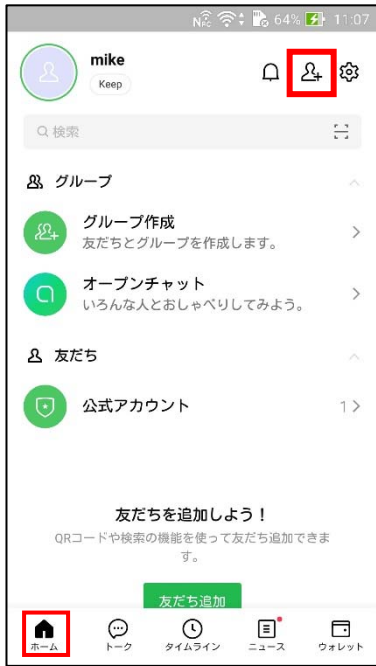 NFC 64% 11:07
mike
Keep
検索
グループ
グループ作成
友だちとグループを作成します。
オープンチャット
いろんな人とおしゃべりしてみよう。
友だち
公式アカウント 1
友だちを追加しよう！
QRコードや検索の機能を使って友だち追加できま
す。
友だち追加
ホーム トーク タイムライン ニュース ウォレット